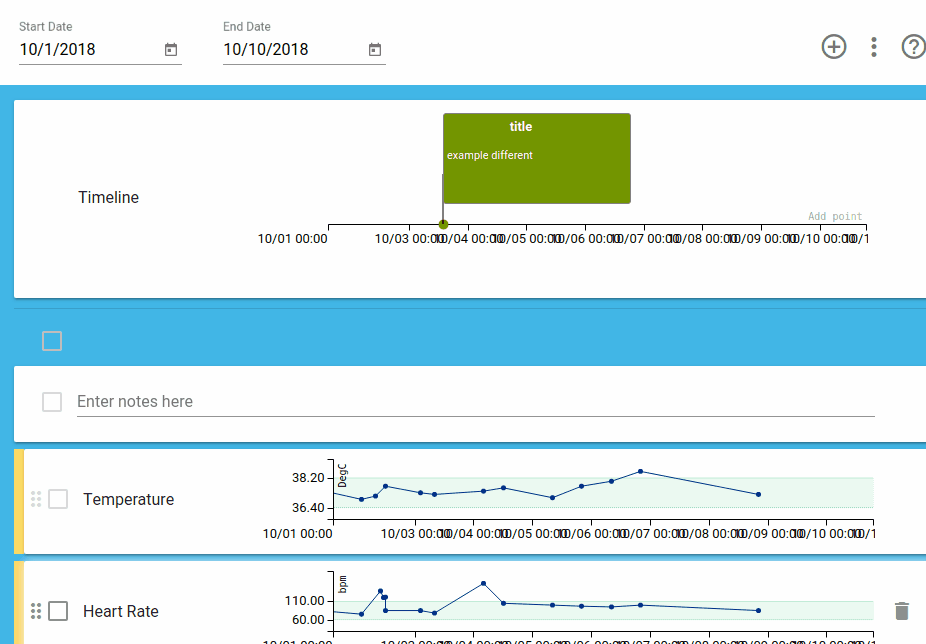 Start Date
End Date
10/1/2018
10/10/2018
title
example different
Timeline
Add point
10/01 00:00 10/03 00:00 10/04 00:00 10/05 00:00 10/06 00:00 10/07 00:00 10/08 00:00 10/09 00:00 10/10 00:00 10/1
Enter notes here
DegC
38.20
Temperature
36.40
10/01 00:00 10/03 00:00 10/04 00:00 10/05 00:00 10/06 00:00 10/07 00:00 10/08 00:00 10/09 00:00 10/10 00:00 10/1
bpm
110.00
Heart Rate
60.00